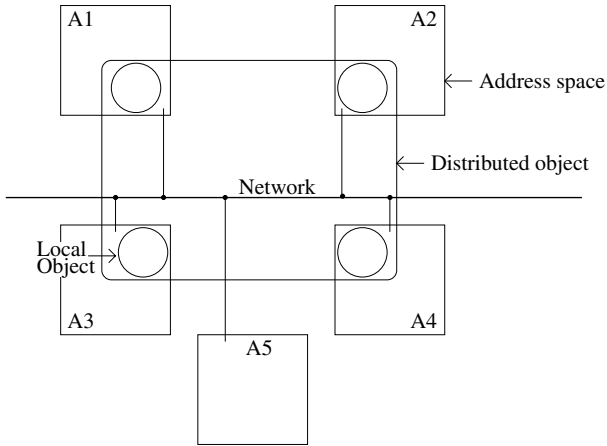 A1
A2
Address space
Distributed object
Network
Local
Object
A3
A4
A5